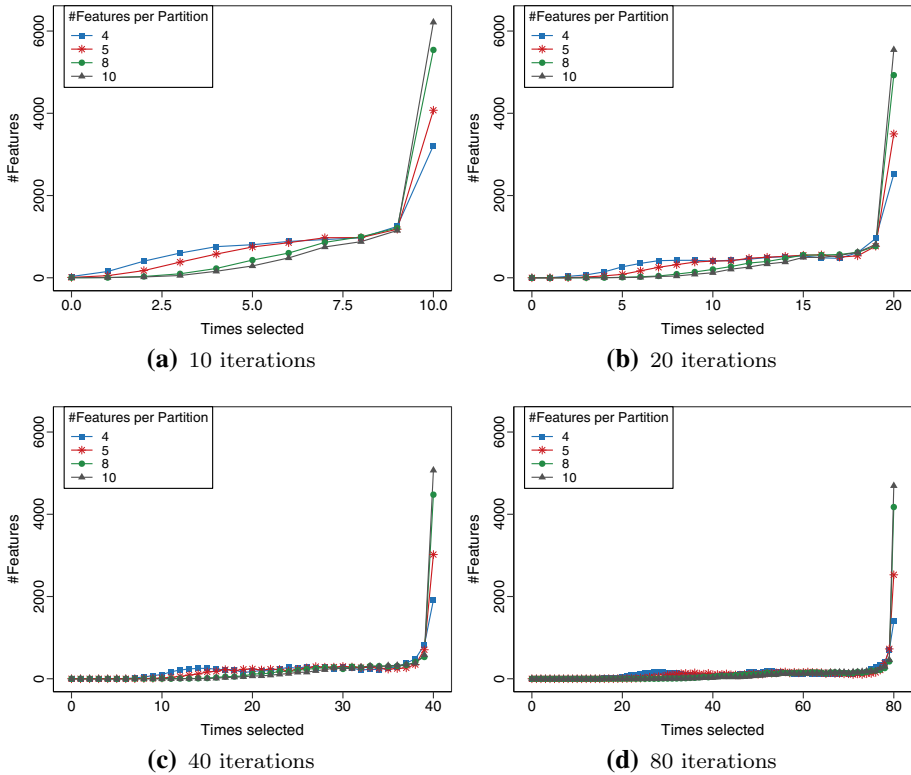 #Features per Partition
4
5
8
10
#Features
0 2000 4000 6000
0.0 2.5 5.0 7.5 10.0
Times selected
(a) 10 iterations
#Features per Partition
4
5
8
10
#Features
0 2000 4000 6000
0 5 10 15 20
Times selected
(b) 20 iterations
#Features per Partition
4
5
8
10
#Features
0 2000 4000 6000
0 10 20 30 40
Times selected
(c) 40 iterations
#Features per Partition
4
5
8
10
#Features
0 2000 4000 6000
0 20 40 60 80
Times selected
(d) 80 iterations